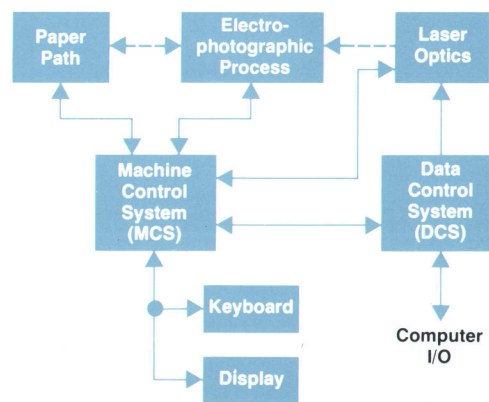 Paper
Path
Electro-
photographic
Process
Laser
Optics
Machine
Control
System
(MCS)
Data
Control
System
(DCS)
Keyboard
Computer
I/O
Display